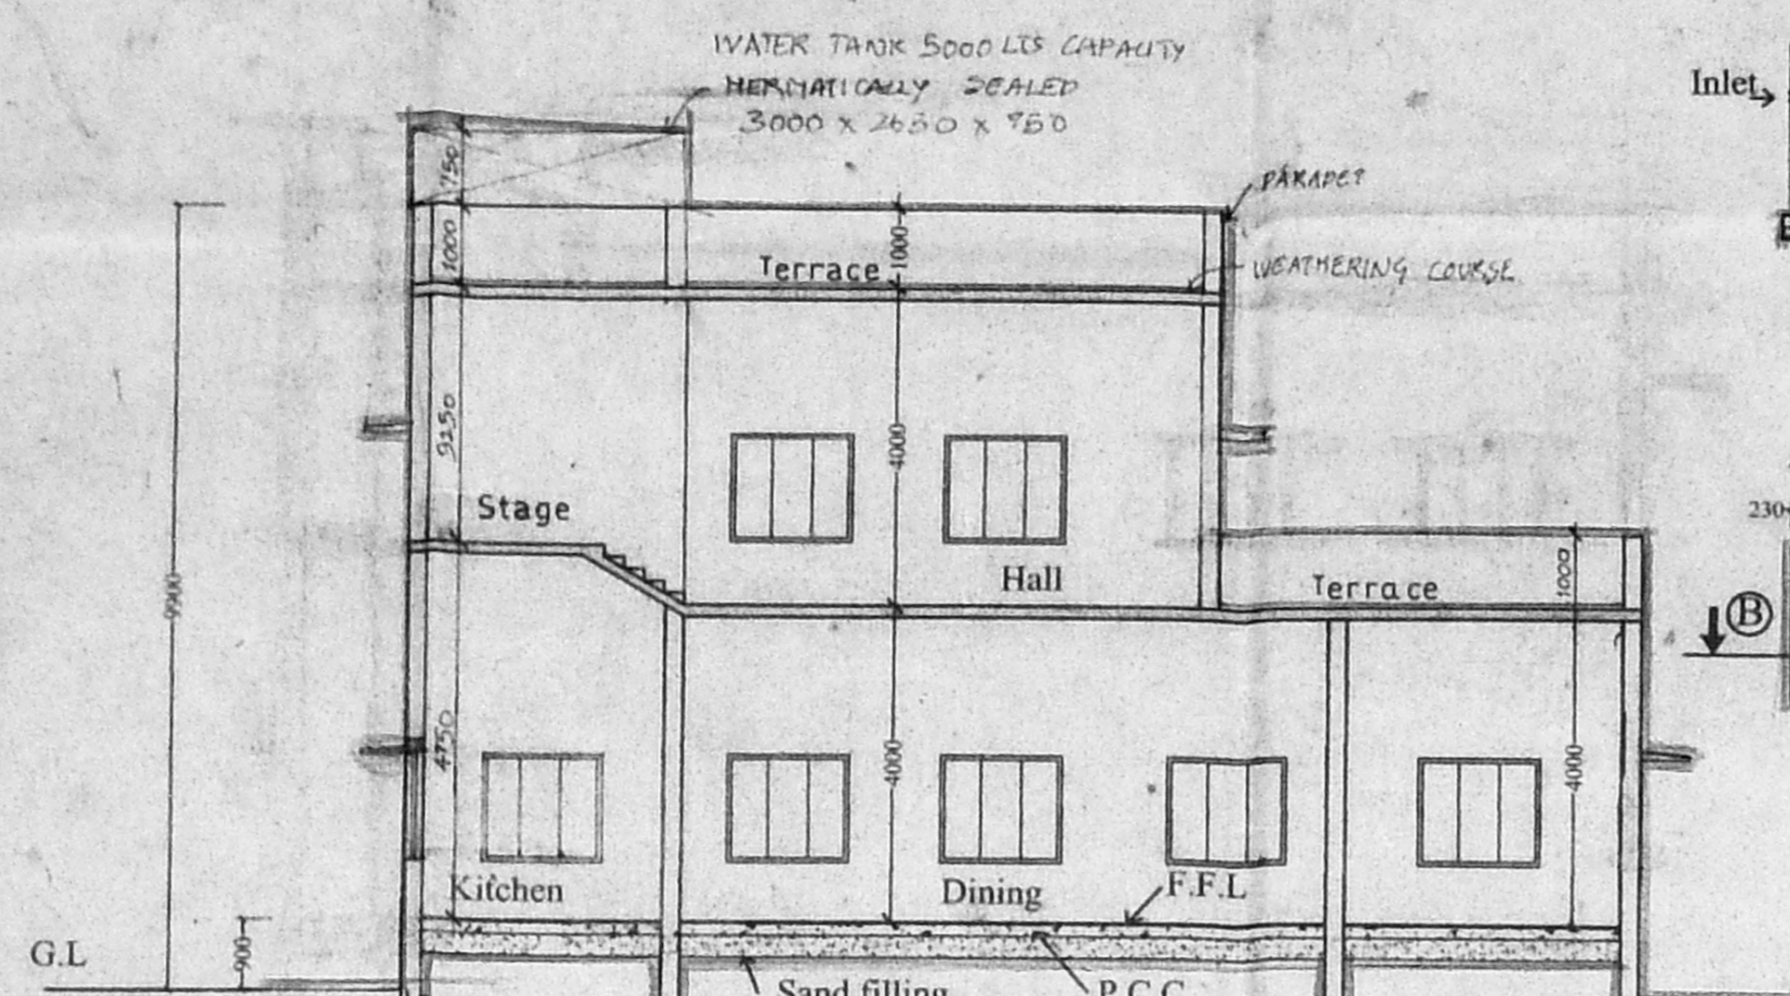 WATER TANK 5000 LTS CAPACITY
HERMATICALLY SEALED
3000 x 2650 x 750
Inlet
PARAPET
750
1000
1000
Terrace
WEATHERING COURSE
3250
4000
Stage
230
Hall
1000
Terrace
9900
B
4750
4000
4000
Kitchen
Dining
F.F.L
G.L
900
Sand filling
P.C.C